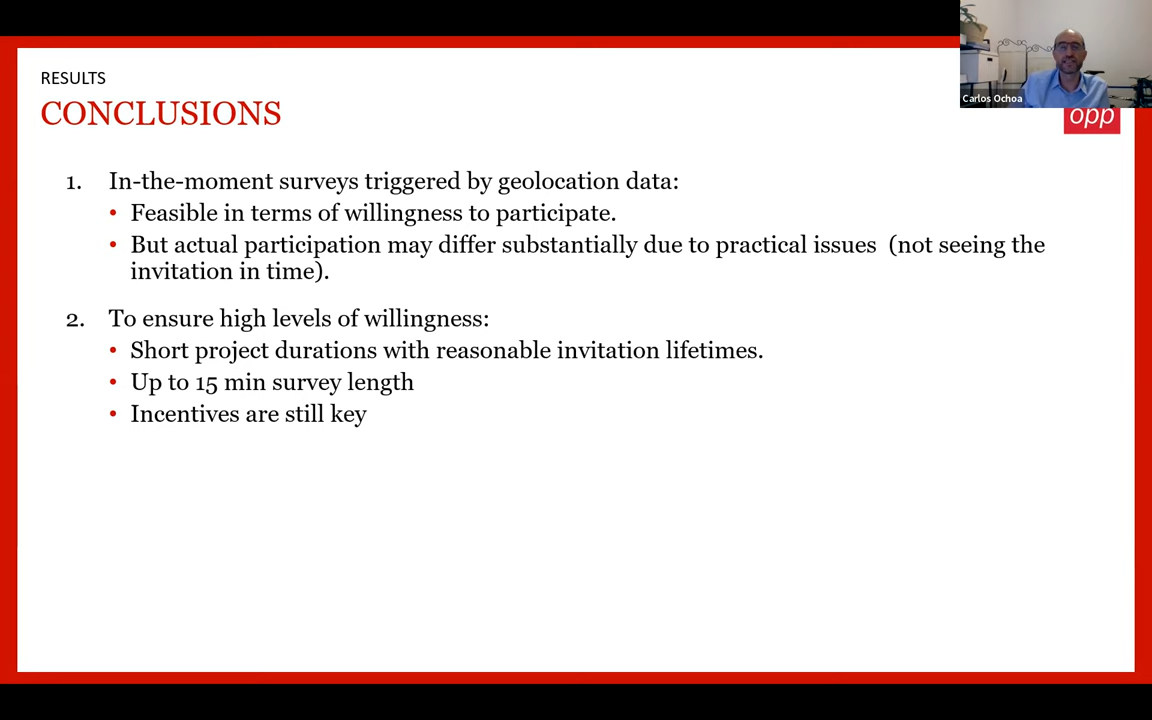 RESULTS
CONCLUSIONS
Carlos Ochoa
opp
1. In-the-moment surveys triggered by geolocation data:
• Feasible in terms of willingness to participate.
• But actual participation may differ substantially due to practical issues (not seeing the
invitation in time).
2. To ensure high levels of willingness:
• Short project durations with reasonable invitation lifetimes.
• Up to 15 min survey length
• Incentives are still key